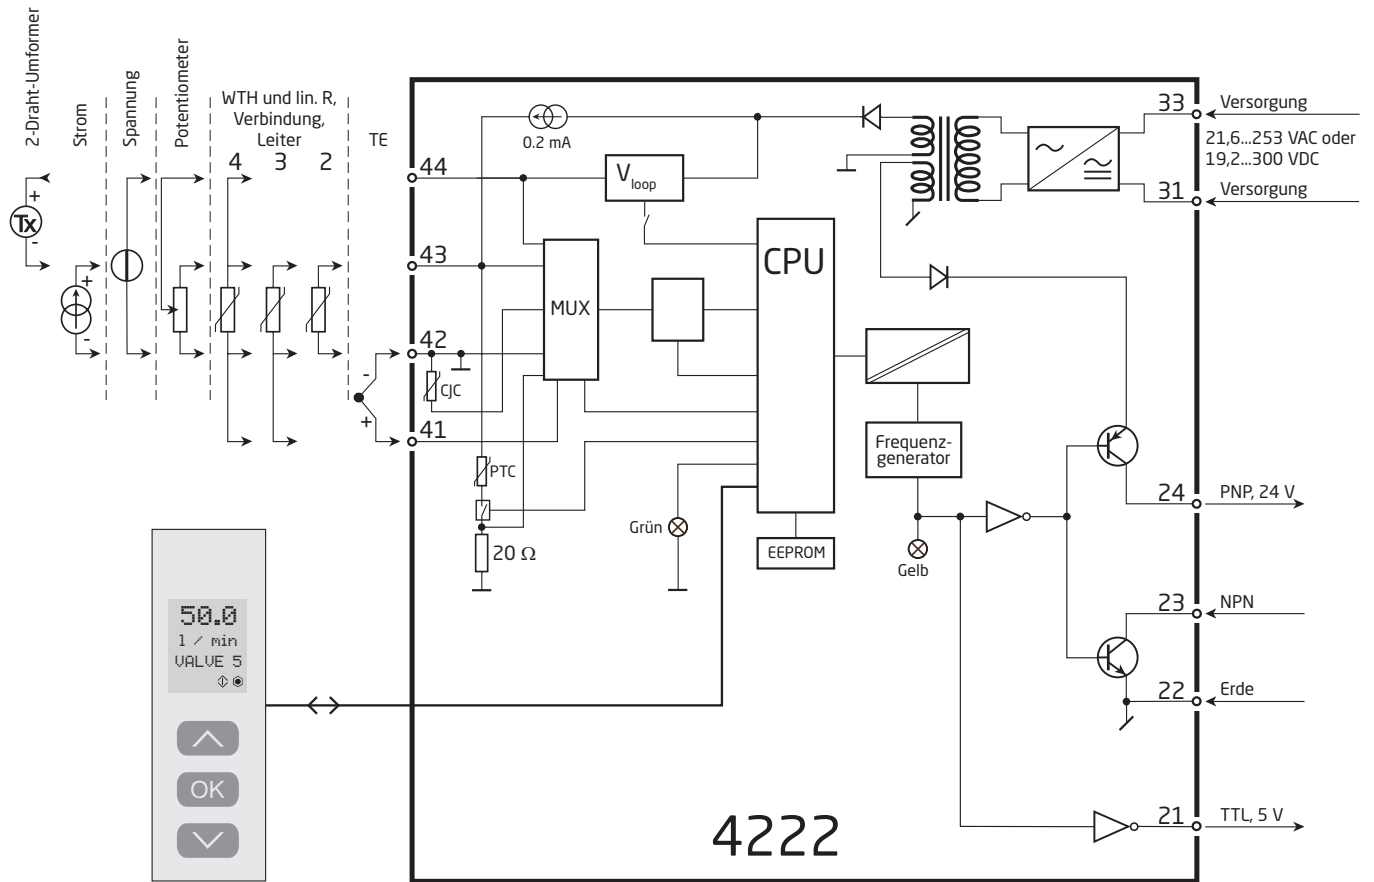 2-Draht-Umformer
Strom
Spannung
Potentiometer
WTH und lin. R,
Verbindung,
Leiter
4 3 2
TE
+
Tx
-
+
-
-
+
44
43
42
41
0.2 mA
Vloop
MUX
CPU
CJC
PTC
20 Ω
Grün
EEPROM
Frequenz-
generator
Gelb
33
Versorgung
21,6...253 VAC oder
19,2...300 VDC
31
Versorgung
24
PNP, 24 V
23
NPN
22
Erde
21
TTL, 5 V
50.0
l / min
VALVE 5
OK
4222